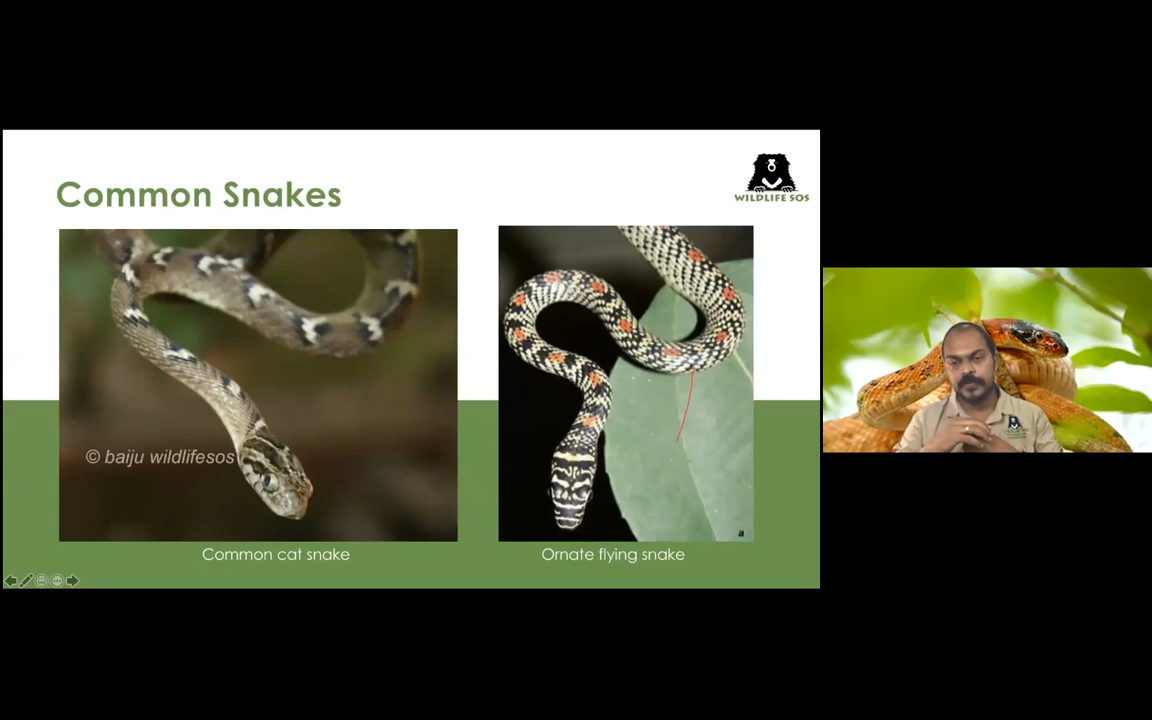 Common Snakes
WILDLIFE SOS
© baiju wildlifesos
a
Common cat snake
Ornate flying snake